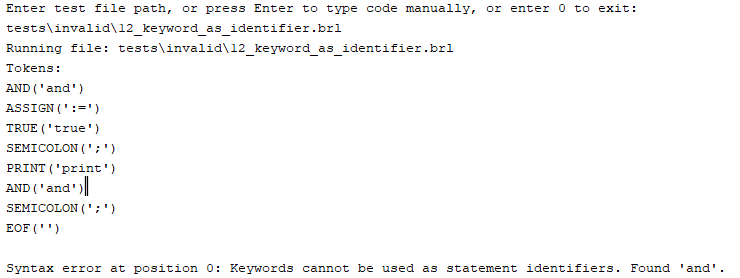 Enter test file path, or press Enter to type code manually, or enter 0 to exit:
tests\invalid\12_keyword_as_identifier.brl
Running file: tests\invalid\12_keyword_as_identifier.brl
Tokens:
AND('and')
ASSIGN(':=')
TRUE('true')
SEMICOLON(';')
PRINT('print')
AND('and')
SEMICOLON(';')
EOF('')
Syntax error at position 0: Keywords cannot be used as statement identifiers. Found 'and'.